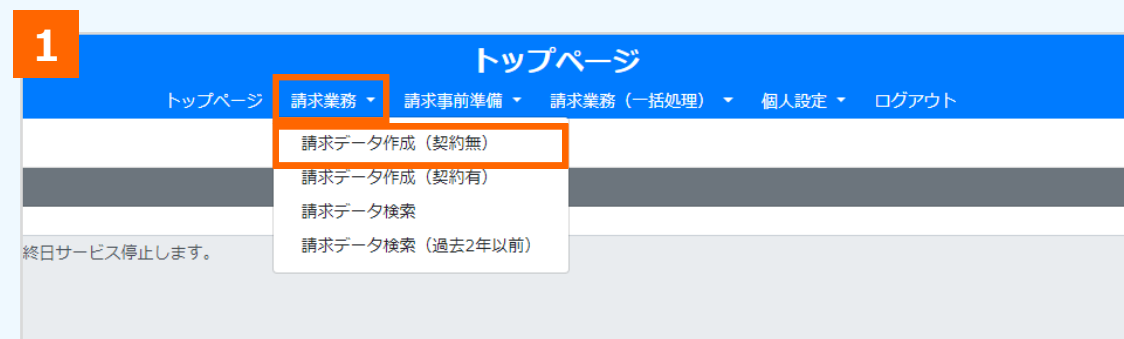 1
トップページ
トップページ 請求業務 請求事前準備 請求業務（一括処理） 個人設定 ログアウト
請求データ作成（契約無）
請求データ作成（契約有）
請求データ検索
請求データ検索（過去2年以前）
終日サービス停止します。